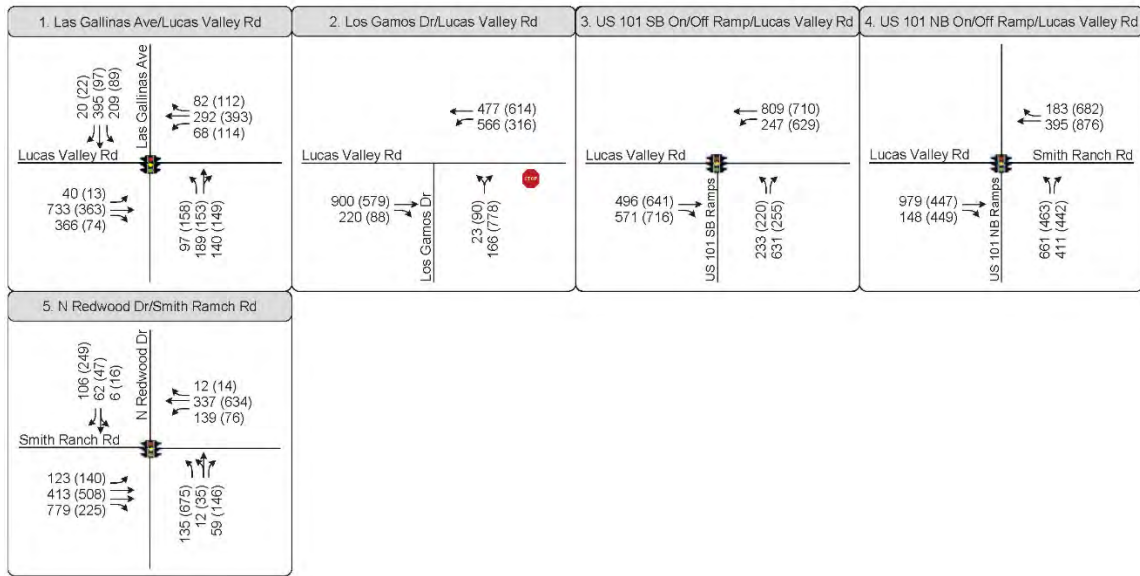 1. Las Gallinas Ave/Lucas Valley Rd
20 (22)
395 (97)
209 (89)
Las Gallinas Ave
82 (112)
292 (393)
68 (114)
Lucas Valley Rd
40 (13)
733 (363)
366 (74)
97 (158)
189 (153)
140 (149)
2. Los Gamos Dr/Lucas Valley Rd
477 (614)
566 (316)
Lucas Valley Rd
STOP
900 (579)
220 (88)
Los Gamos Dr
23 (90)
166 (778)
3. US 101 SB On/Off Ramp/Lucas Valley Rd
809 (710)
247 (629)
Lucas Valley Rd
496 (641)
571 (716)
US 101 SB Ramps
233 (220)
631 (255)
4. US 101 NB On/Off Ramp/Lucas Valley Rd
183 (682)
395 (876)
Lucas Valley Rd
Smith Ranch Rd
979 (447)
148 (449)
US 101 NB Ramps
661 (463)
411 (442)
5. N Redwood Dr/Smith Ramch Rd
106 (249)
62 (47)
6 (16)
N Redwood Dr
12 (14)
337 (634)
139 (76)
Smith Ranch Rd
123 (140)
413 (508)
779 (225)
135 (675)
12 (35)
59 (146)